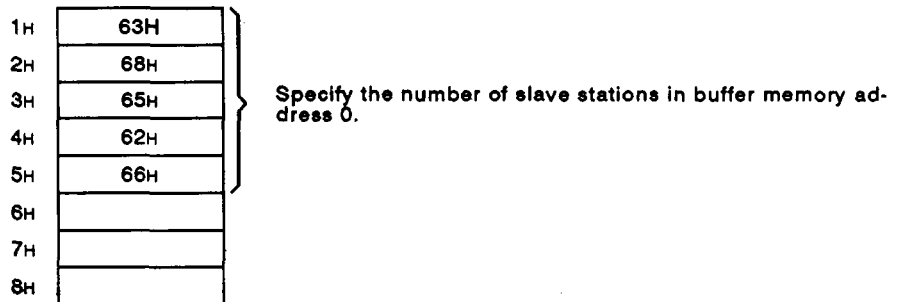 1H 63H
2H 68H
3H 65H
Specify the number of slave stations in buffer memory ad-
dress 0.
4H 62H
5H 66H
6H
7H
8H